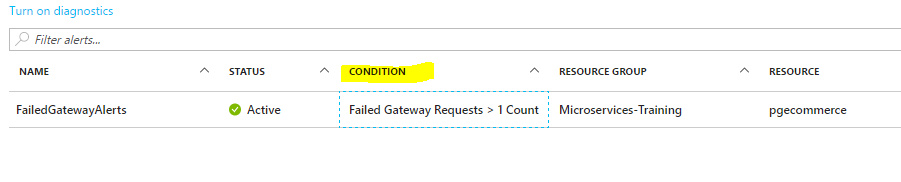 Turn on diagnostics
Filter alerts...
NAME STATUS CONDITION RESOURCE GROUP RESOURCE
FailedGatewayAlerts Active Failed Gateway Requests > 1 Count Microservices-Training pgecommerce